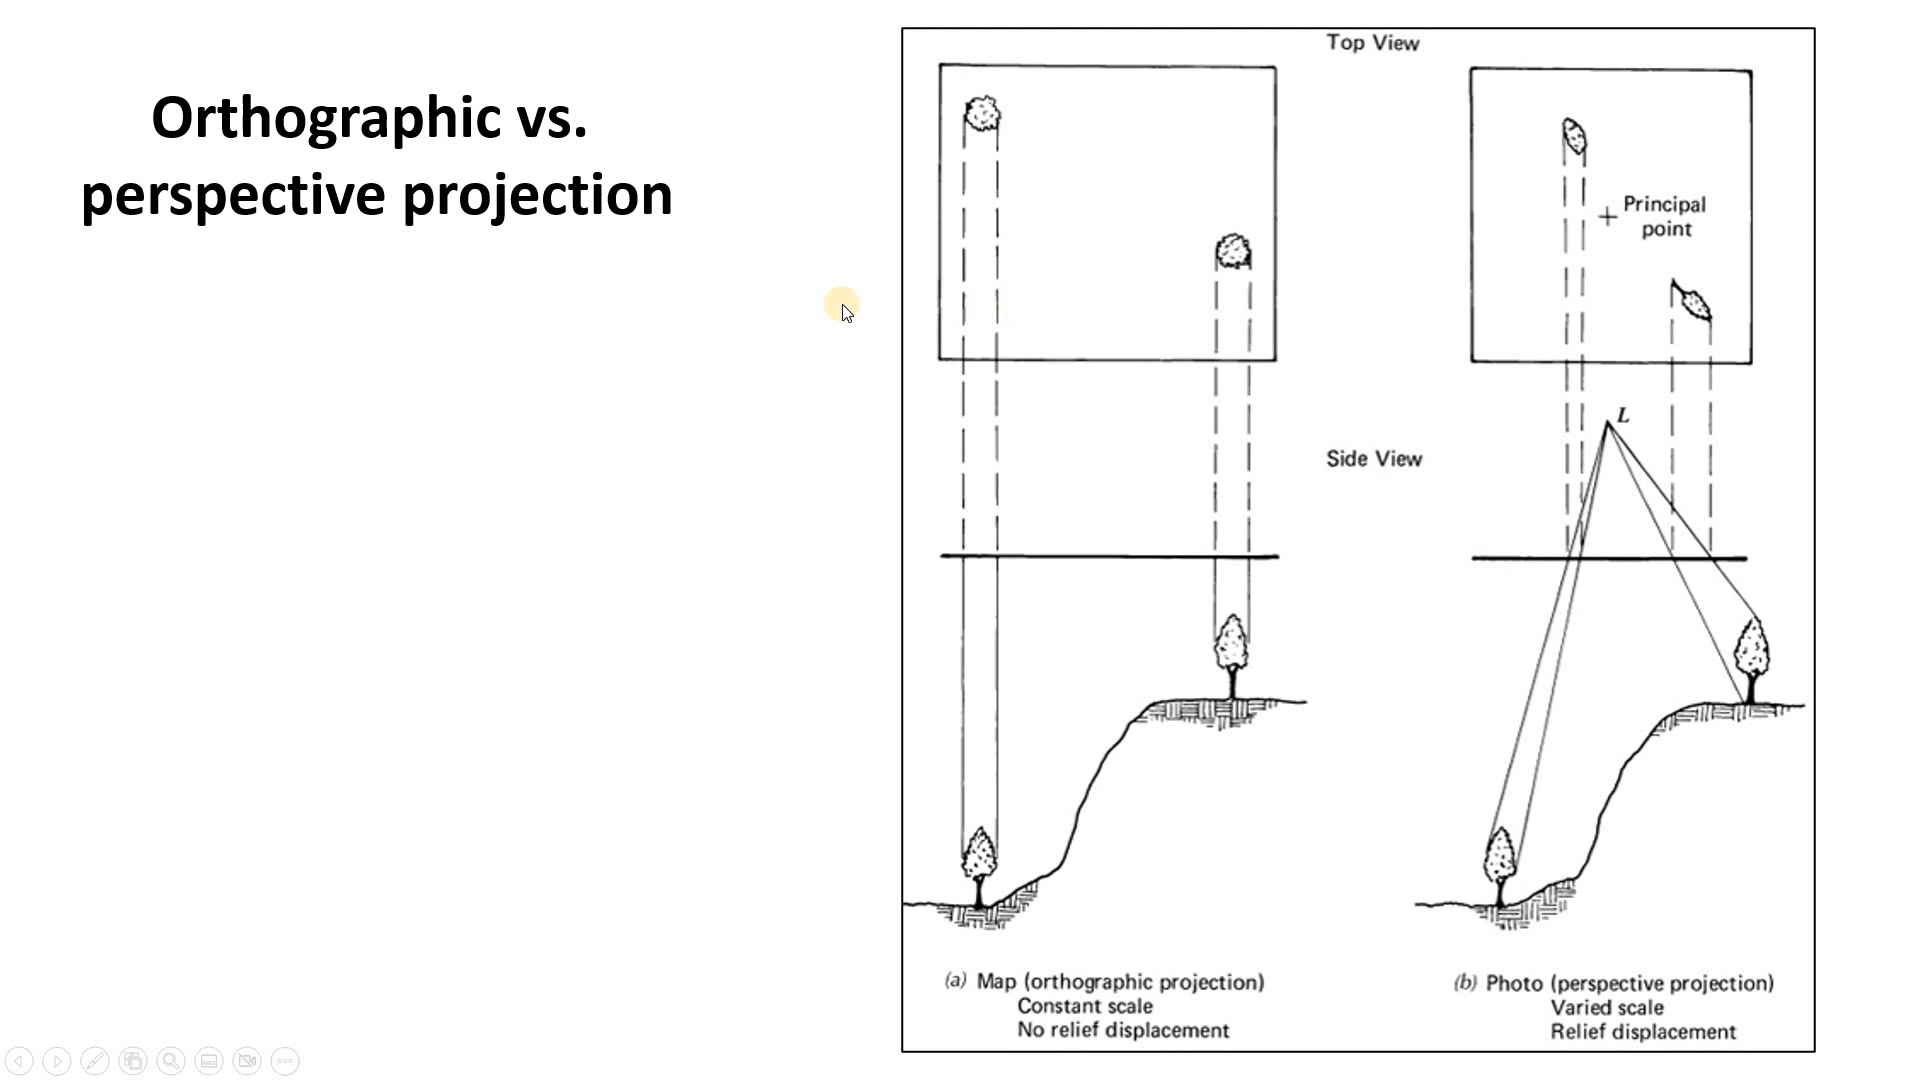 Orthographic vs.
perspective projection
Top View
Principal
point
L
Side View
(a) Map (orthographic projection)
Constant scale
No relief displacement
(b) Photo (perspective projection)
Varied scale
Relief displacement